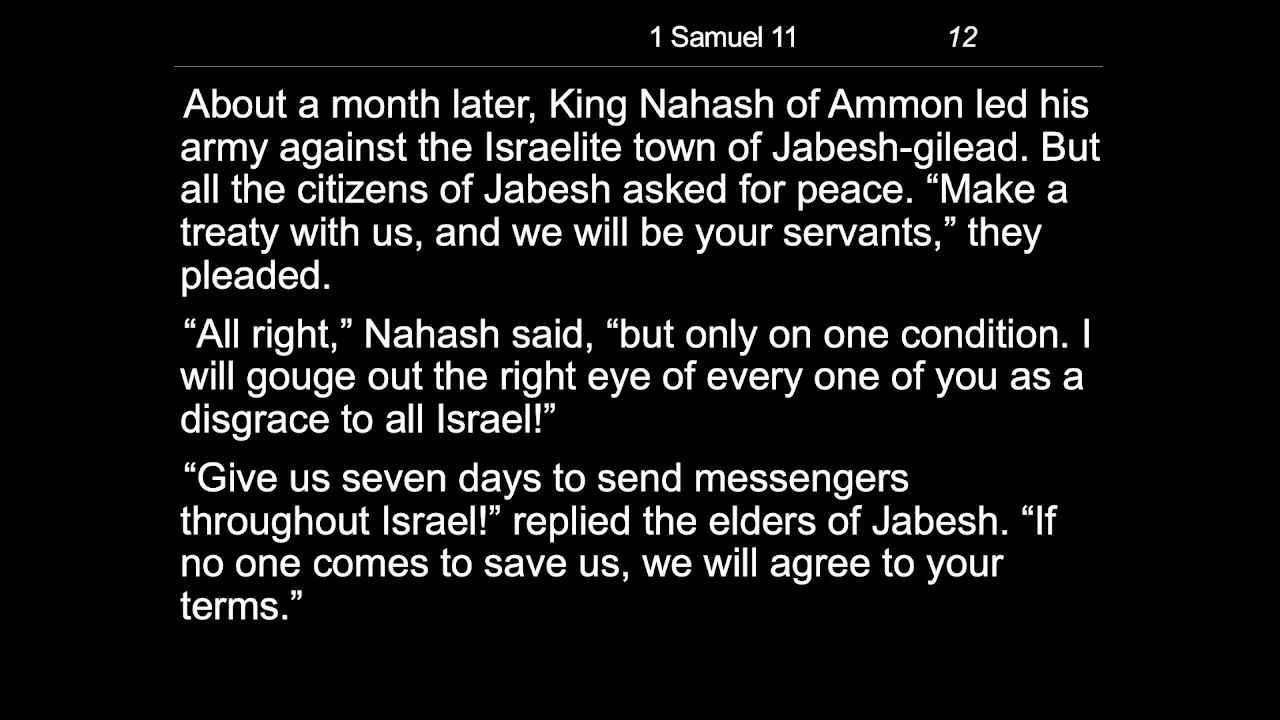 1 Samuel 11 12
About a month later, King Nahash of Ammon led his
army against the Israelite town of Jabesh-gilead. But
all the citizens of Jabesh asked for peace. “Make a
treaty with us, and we will be your servants,” they
pleaded.
“All right,” Nahash said, “but only on one condition. I
will gouge out the right eye of every one of you as a
disgrace to all Israel!”
“Give us seven days to send messengers
throughout Israel!” replied the elders of Jabesh. “If
no one comes to save us, we will agree to your
terms.”